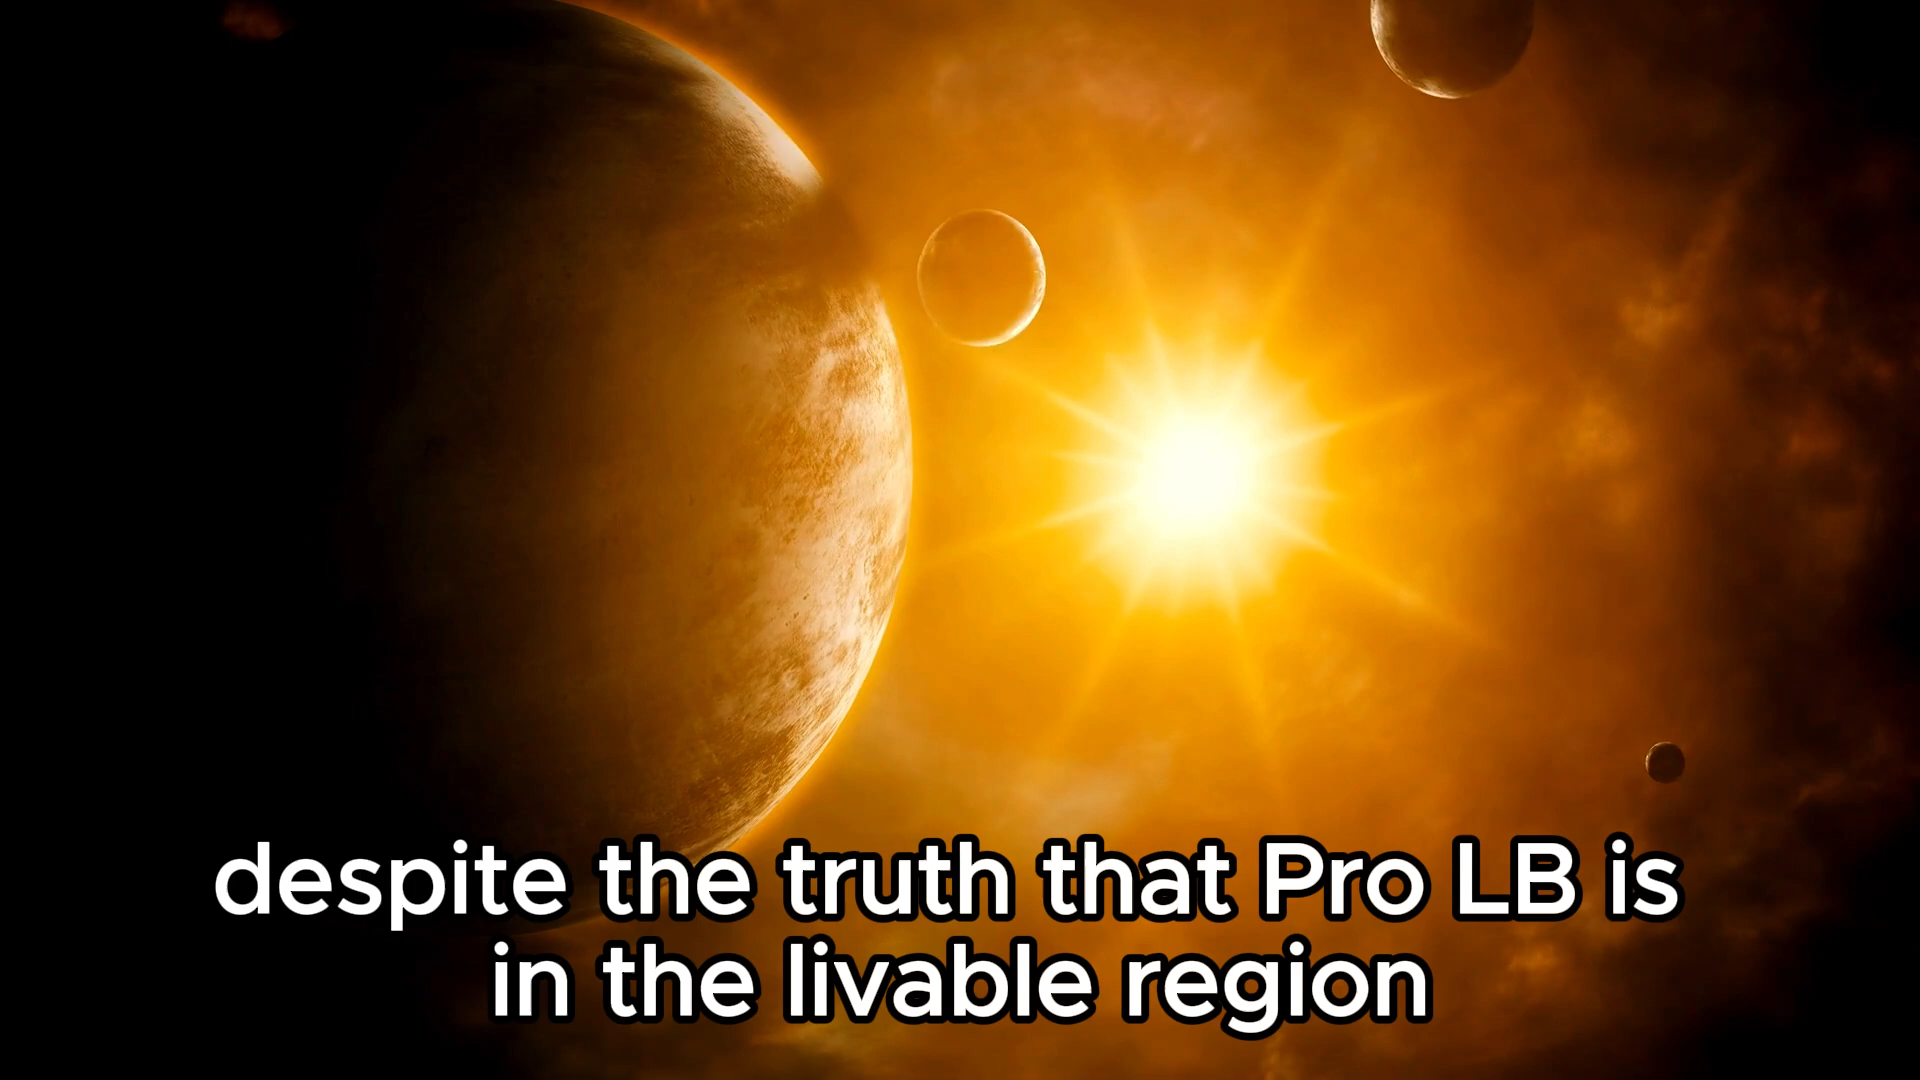 despite the truth that Pro LB is
in the livable region